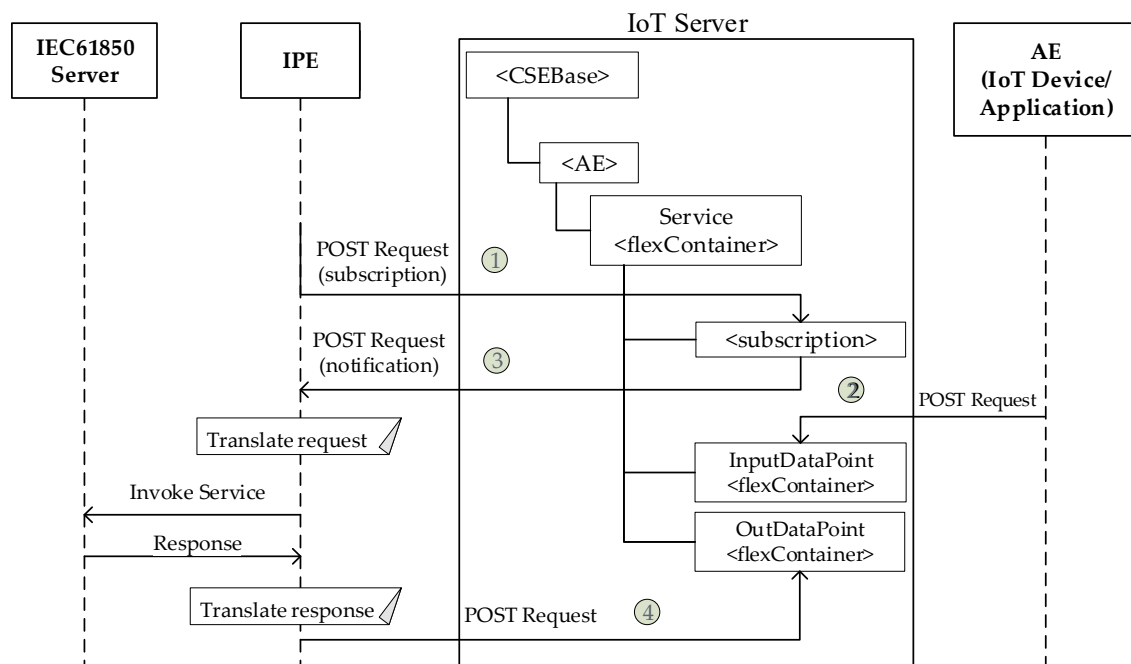 IoT Server
IEC61850
Server
IPE
AE
(IoT Device/
Application)
<CSEBase>
<AE>
Service
<flexContainer>
POST Request
(subscription)
1
<subscription>
POST Request
(notification)
3
2
POST Request
Translate request
InputDataPoint
<flexContainer>
Invoke Service
OutDataPoint
<flexContainer>
Response
Translate response
POST Request
4